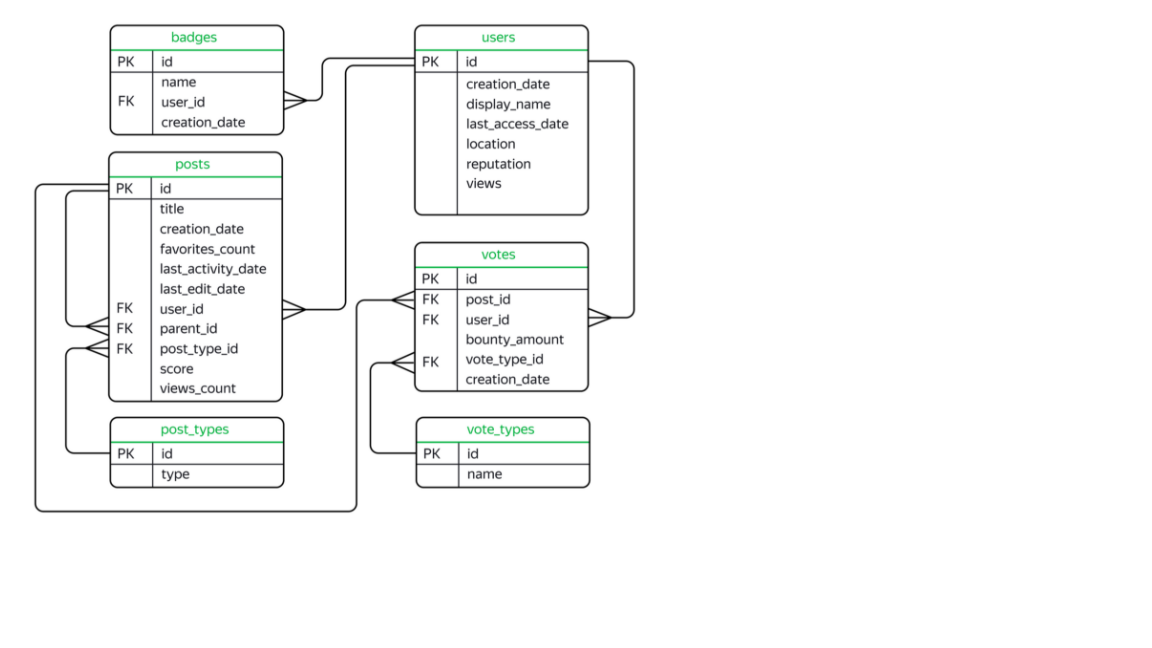 badges
PK id
name
FK user_id
creation_date
users
PK id
creation_date
display_name
last_access_date
location
reputation
views
posts
PK id
title
creation_date
favorites_count
last_activity_date
last_edit_date
FK user_id
FK parent_id
FK post_type_id
score
views_count
votes
PK id
FK post_id
FK user_id
bounty_amount
FK vote_type_id
creation_date
post_types
PK id
type
vote_types
PK id
name